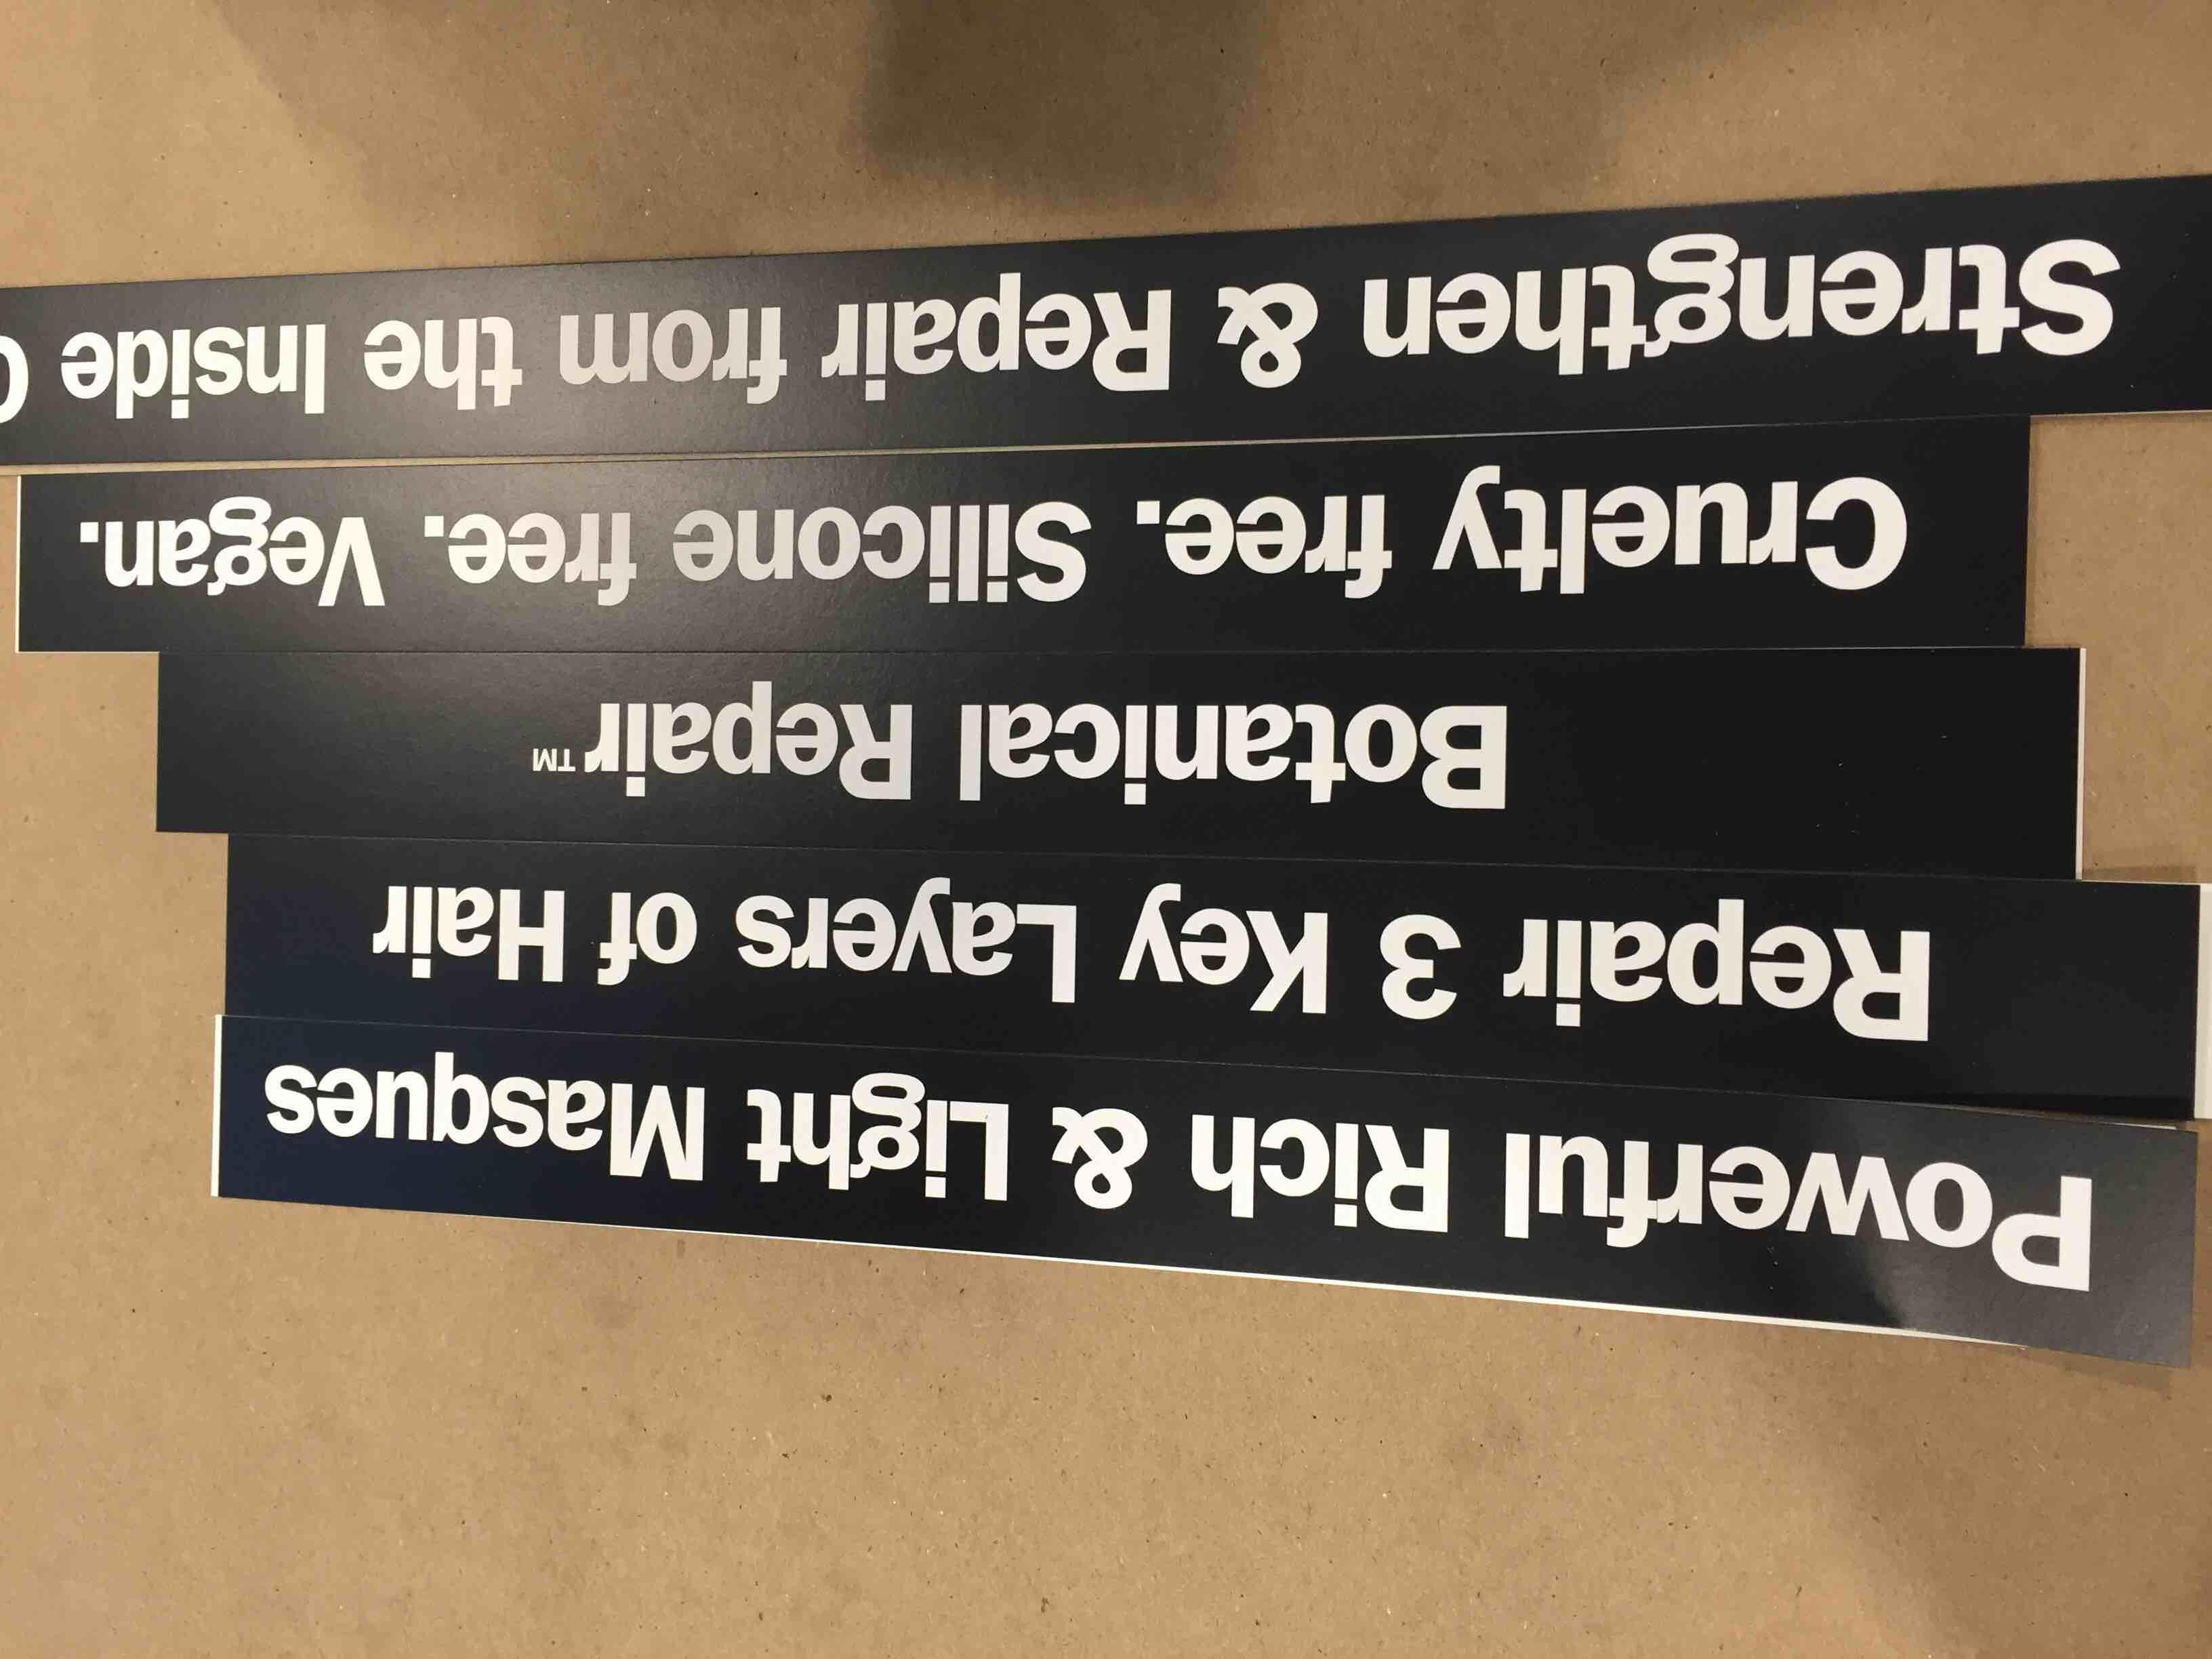 Powerful Rich & Light Masques
Repair 3 Key Layers of Hair
Botanical Repair™
Cruelty free. Silicone free. Vegan.
Strengthen & Repair from the Inside